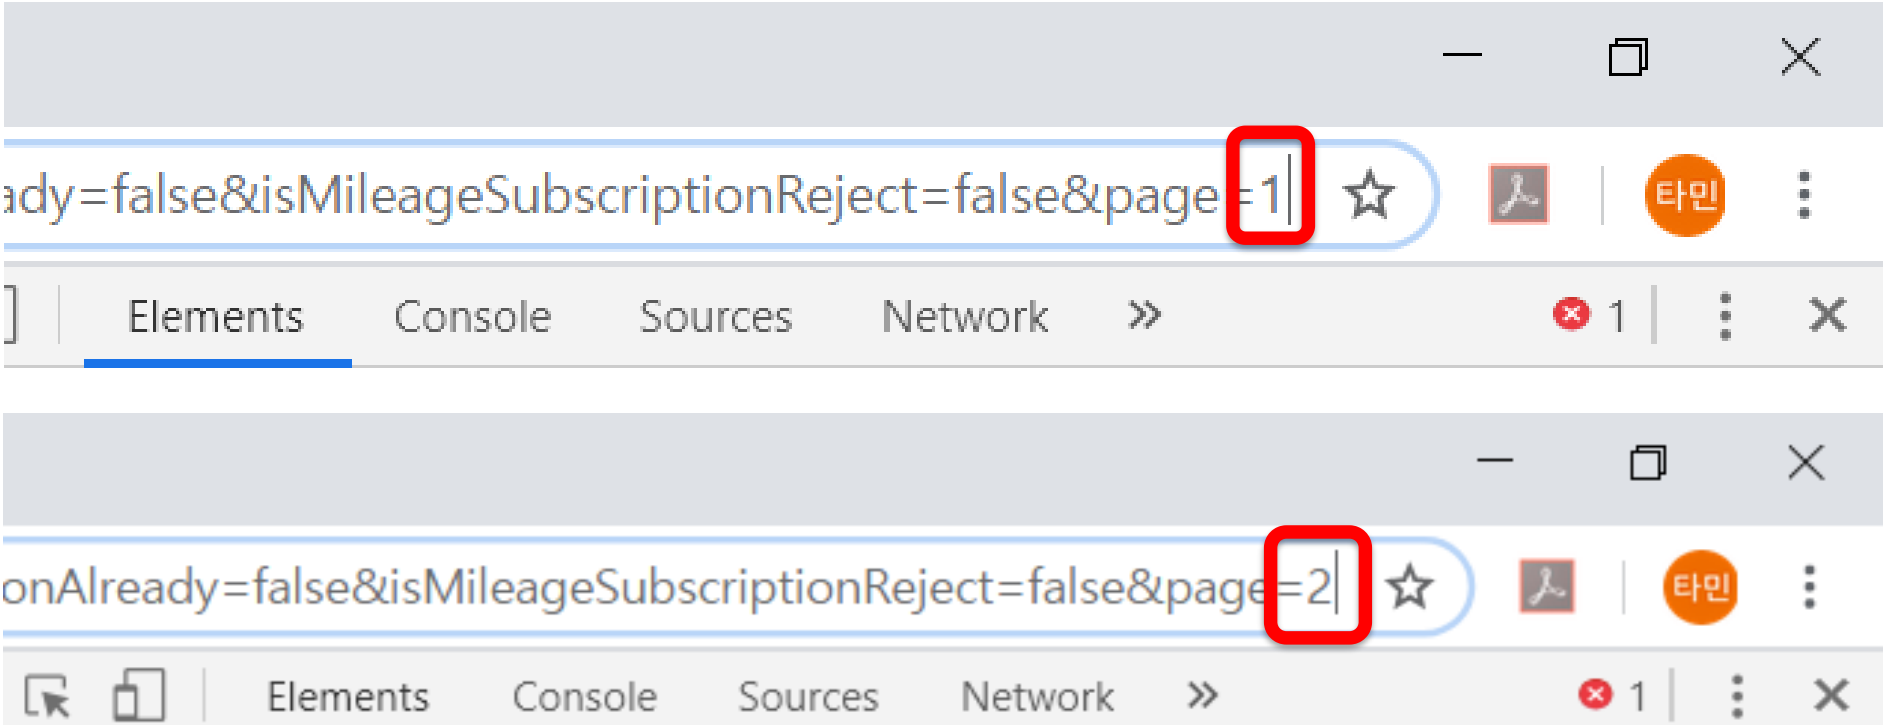 ady=false&isMileageSubscriptionReject=false&page=1 타민
Elements Console Sources Network » 1
onAlready=false&isMileageSubscriptionReject=false&page=2 타민
Elements Console Sources Network » 1